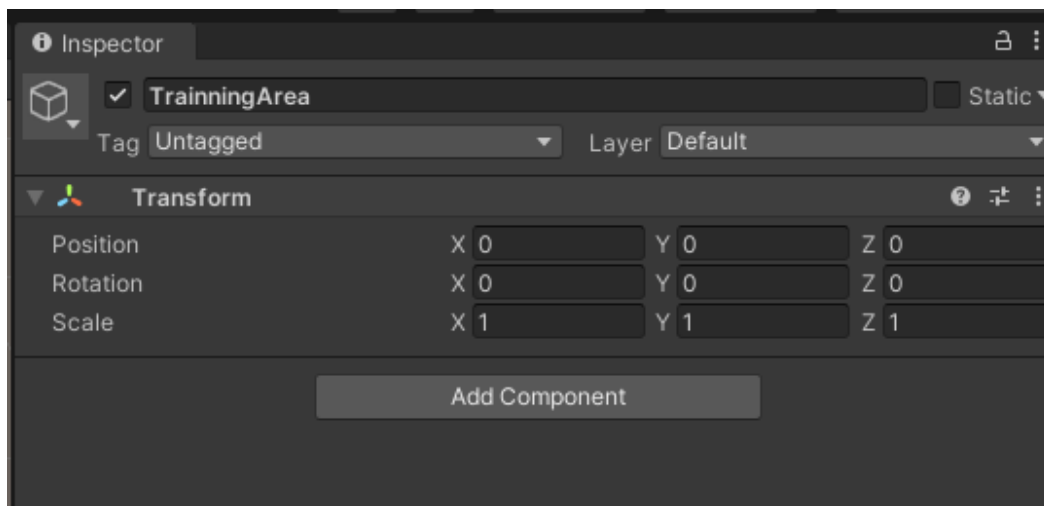 Inspector
TrainningArea Static
Tag Untagged Layer Default
Transform
Position X 0 Y 0 Z 0
Rotation X 0 Y 0 Z 0
Scale X 1 Y 1 Z 1
Add Component